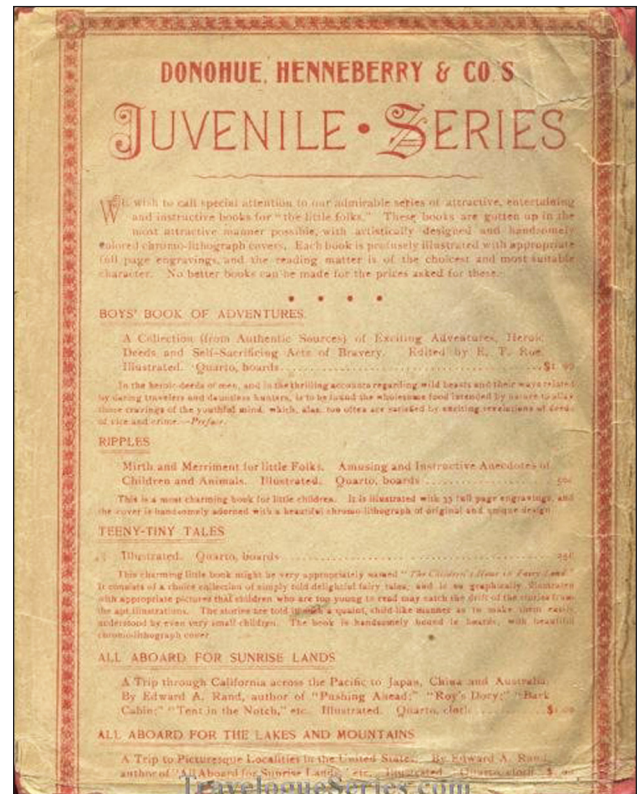 DONOHUE, HENNEBERRY & CO'S
JUVENILE • SERIES
WE wish to call special attention to our admirable series of attractive, entertaining
and instructive books for "the little folks." These books are gotten up in the
most attractive manner possible, with artistically designed and handsomely
colored chromo-lithograph covers. Each book is profusely illustrated with appropriate
full page engravings, and the reading matter is of the choicest and most suitable
character. No better books can be made for the prices asked for these.
BOYS' BOOK OF ADVENTURES.
A Collection (from Authentic Sources) of Exciting Adventures, Heroic
Deeds and Self-Sacrificing Acts of Bravery. Edited by E. T. Roe.
Illustrated. Quarto, boards
In the heroic deeds of men, and in the thrilling accounts regarding wild beasts and their ways related
by daring travelers and dauntless hunters, is to be found the wholesome food intended by nature to allay
those cravings of the youthful mind, which, alas, too often are satisfied by exciting revelations of deeds
of vice and crime.—Preface.
RIPPLES
Mirth and Merriment for little Folks. Amusing and Instructive Anecdotes of
Children and Animals. Illustrated. Quarto, boards
This is a most charming book for little children. It is illustrated with 33 full page engravings, and
the cover is handsomely adorned with a beautiful chromo-lithograph of original and unique design
TEENY-TINY TALES
Illustrated. Quarto, boards 25c
This charming little book might be very appropriately named "The Children's Hour in Fairy Land"
It consists of a choice collection of simply told delightful fairy tales, and is so graphically illustrated
with appropriate pictures that children who are too young to read may catch the drift of the stories from
the apt illustrations. The stories are told in such a quaint, child-like manner as to make them easily
understood by even very small children. The book is handsomely bound in boards, with beautiful
chromo-lithograph cover
ALL ABOARD FOR SUNRISE LANDS
A Trip through California across the Pacific to Japan, China and Australia.
By Edward A. Rand, author of "Pushing Ahead;" "Roy's Dory;" "Bark
Cabin;" "Tent in the Notch," etc. Illustrated. Quarto, cloth $1.00
ALL ABOARD FOR THE LAKES AND MOUNTAINS
A Trip to Picturesque Localities in the United States. By Edward A. Rand,
author of "All Aboard for Sunrise Lands," etc. Illustrated. Quarto, cloth
TravelogueSeries.com